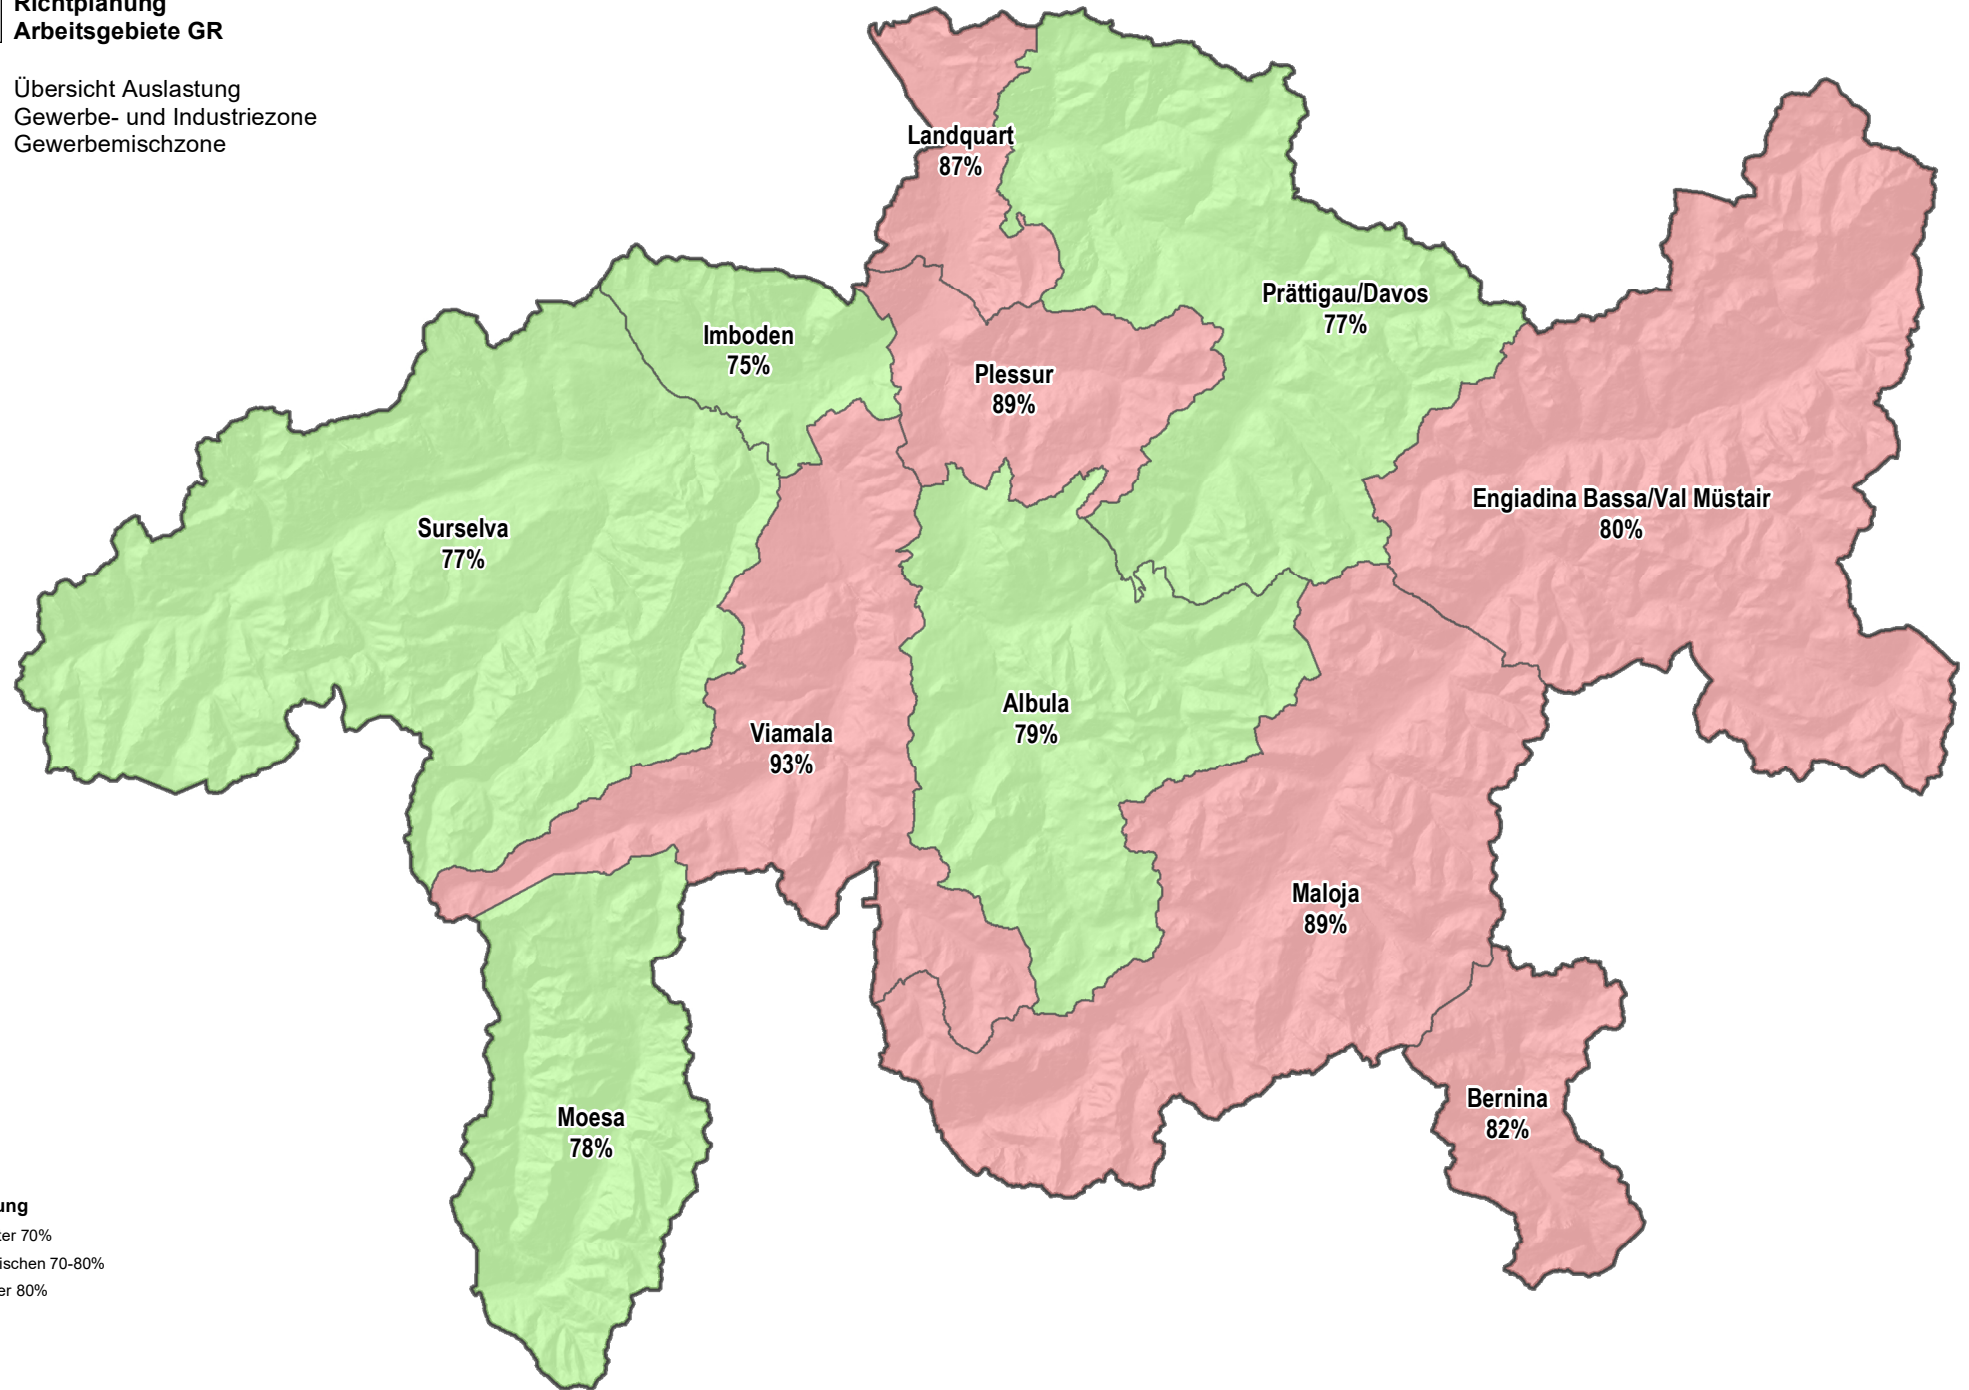 Richtplanung
Arbeitsgebiete GR
Übersicht Auslastung
Gewerbe- und Industriezone
Gewerbemischzone
Landquart
87%
Prättigau/Davos
77%
Imboden
75%
Plessur
89%
Engiadina Bassa/Val Müstair
80%
Surselva
77%
Albula
79%
Viamala
93%
Maloja
89%
Bernina
82%
Moesa
78%
ung
ter 70%
ischen 70-80%
er 80%